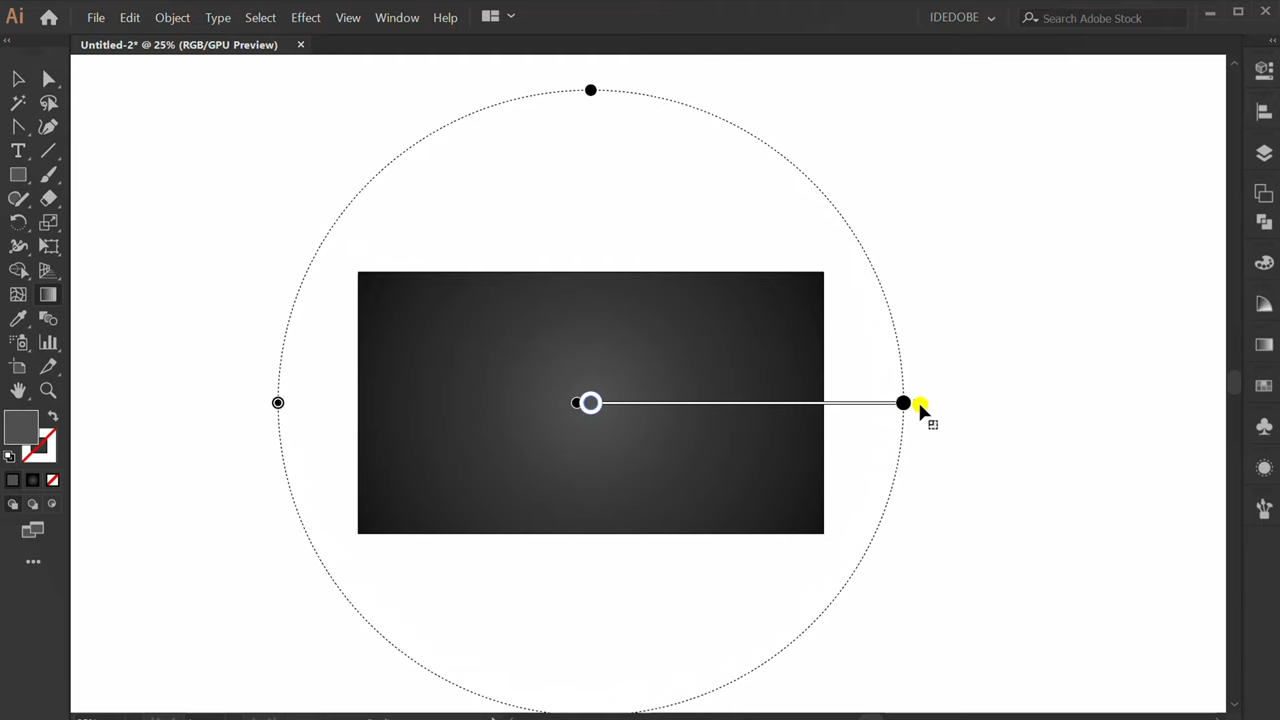 Ai File Edit Object Type Select Effect View Window Help IDEDOBE Search Adobe Stock
Untitled-2* @ 25% (RGB/GPU Preview)